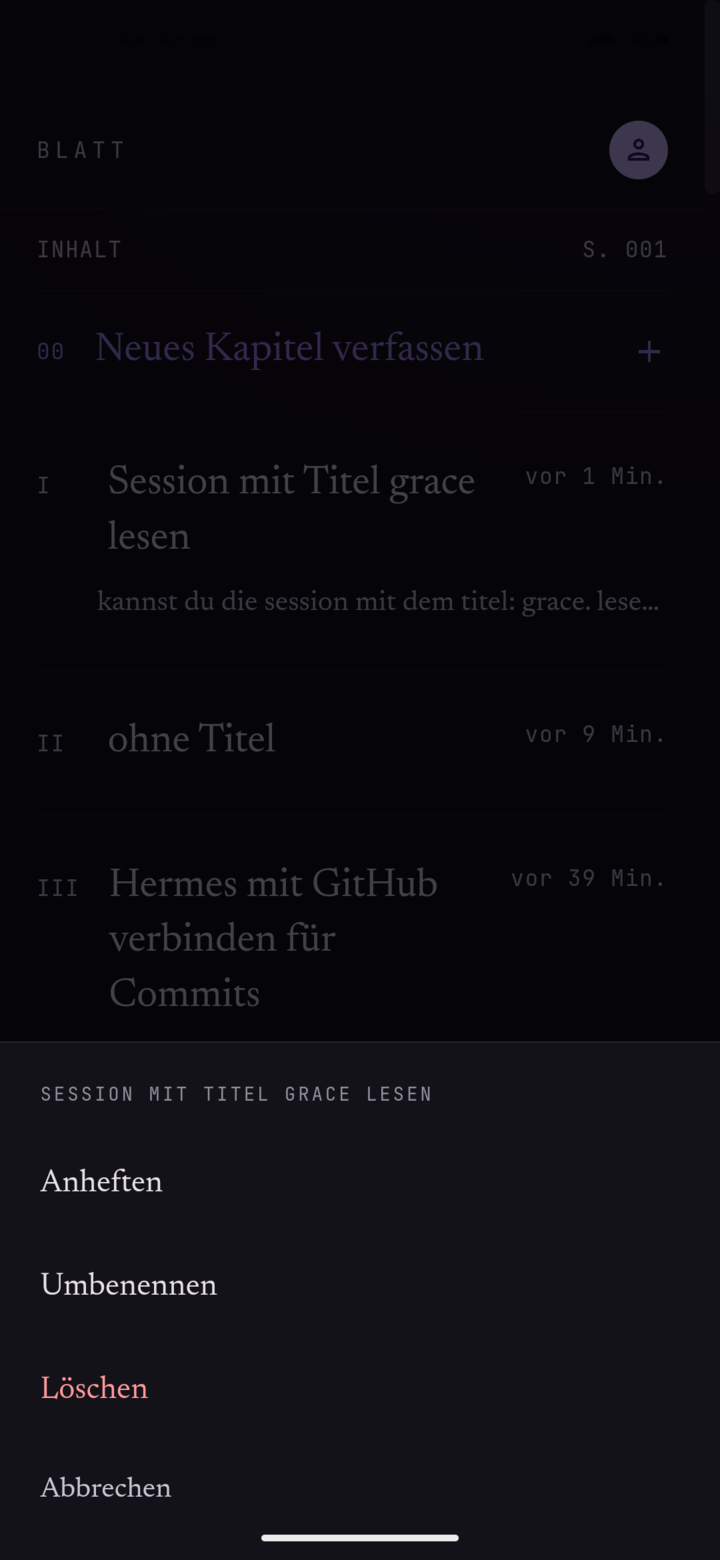 BLATT
INHALT S. 001
00 Neues Kapitel verfassen +
I Session mit Titel grace vor 1 Min.
lesen
kannst du die session mit dem titel: grace. lese...
II ohne Titel vor 9 Min.
III Hermes mit GitHub vor 39 Min.
verbinden für
Commits
SESSION MIT TITEL GRACE LESEN
Anheften
Umbenennen
Löschen
Abbrechen